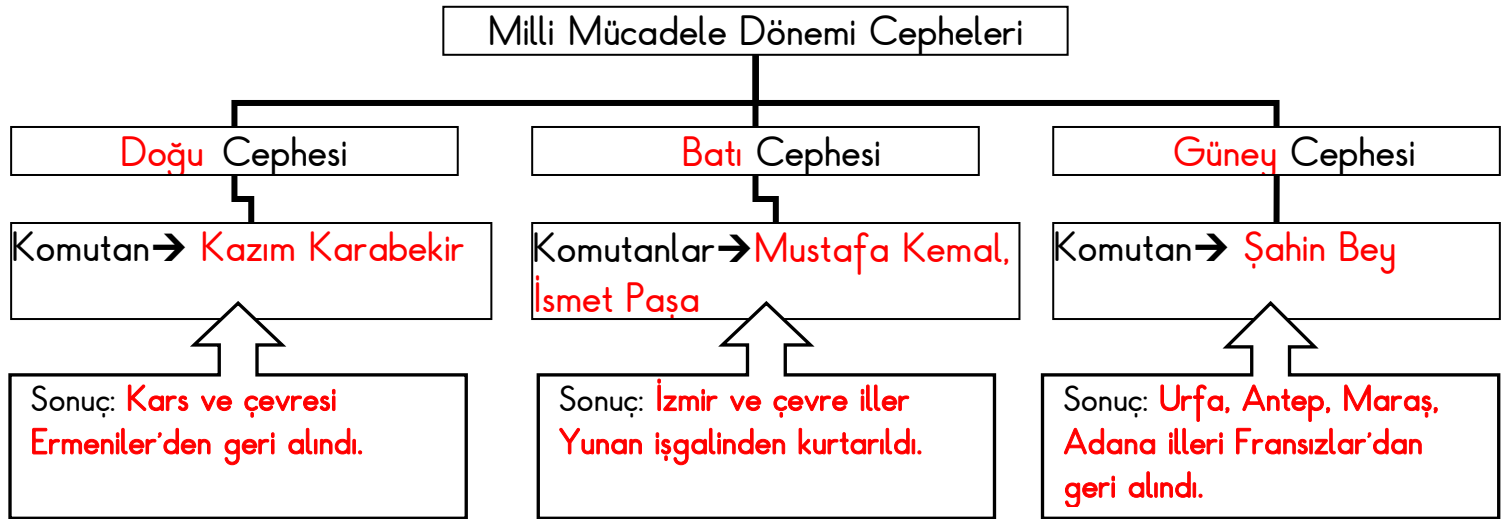 Milli Mücadele Dönemi Cepheleri
Doğu Cephesi
Komutan→ Kazım Karabekir
Sonuç: Kars ve çevresi
Ermeniler'den geri alındı.
Batı Cephesi
Komutanlar→Mustafa Kemal,
İsmet Paşa
Sonuç: İzmir ve çevre iller
Yunan işgalinden kurtarıldı.
Güney Cephesi
Komutan→ Şahin Bey
Sonuç: Urfa, Antep, Maraş,
Adana illeri Fransızlar'dan
geri alındı.